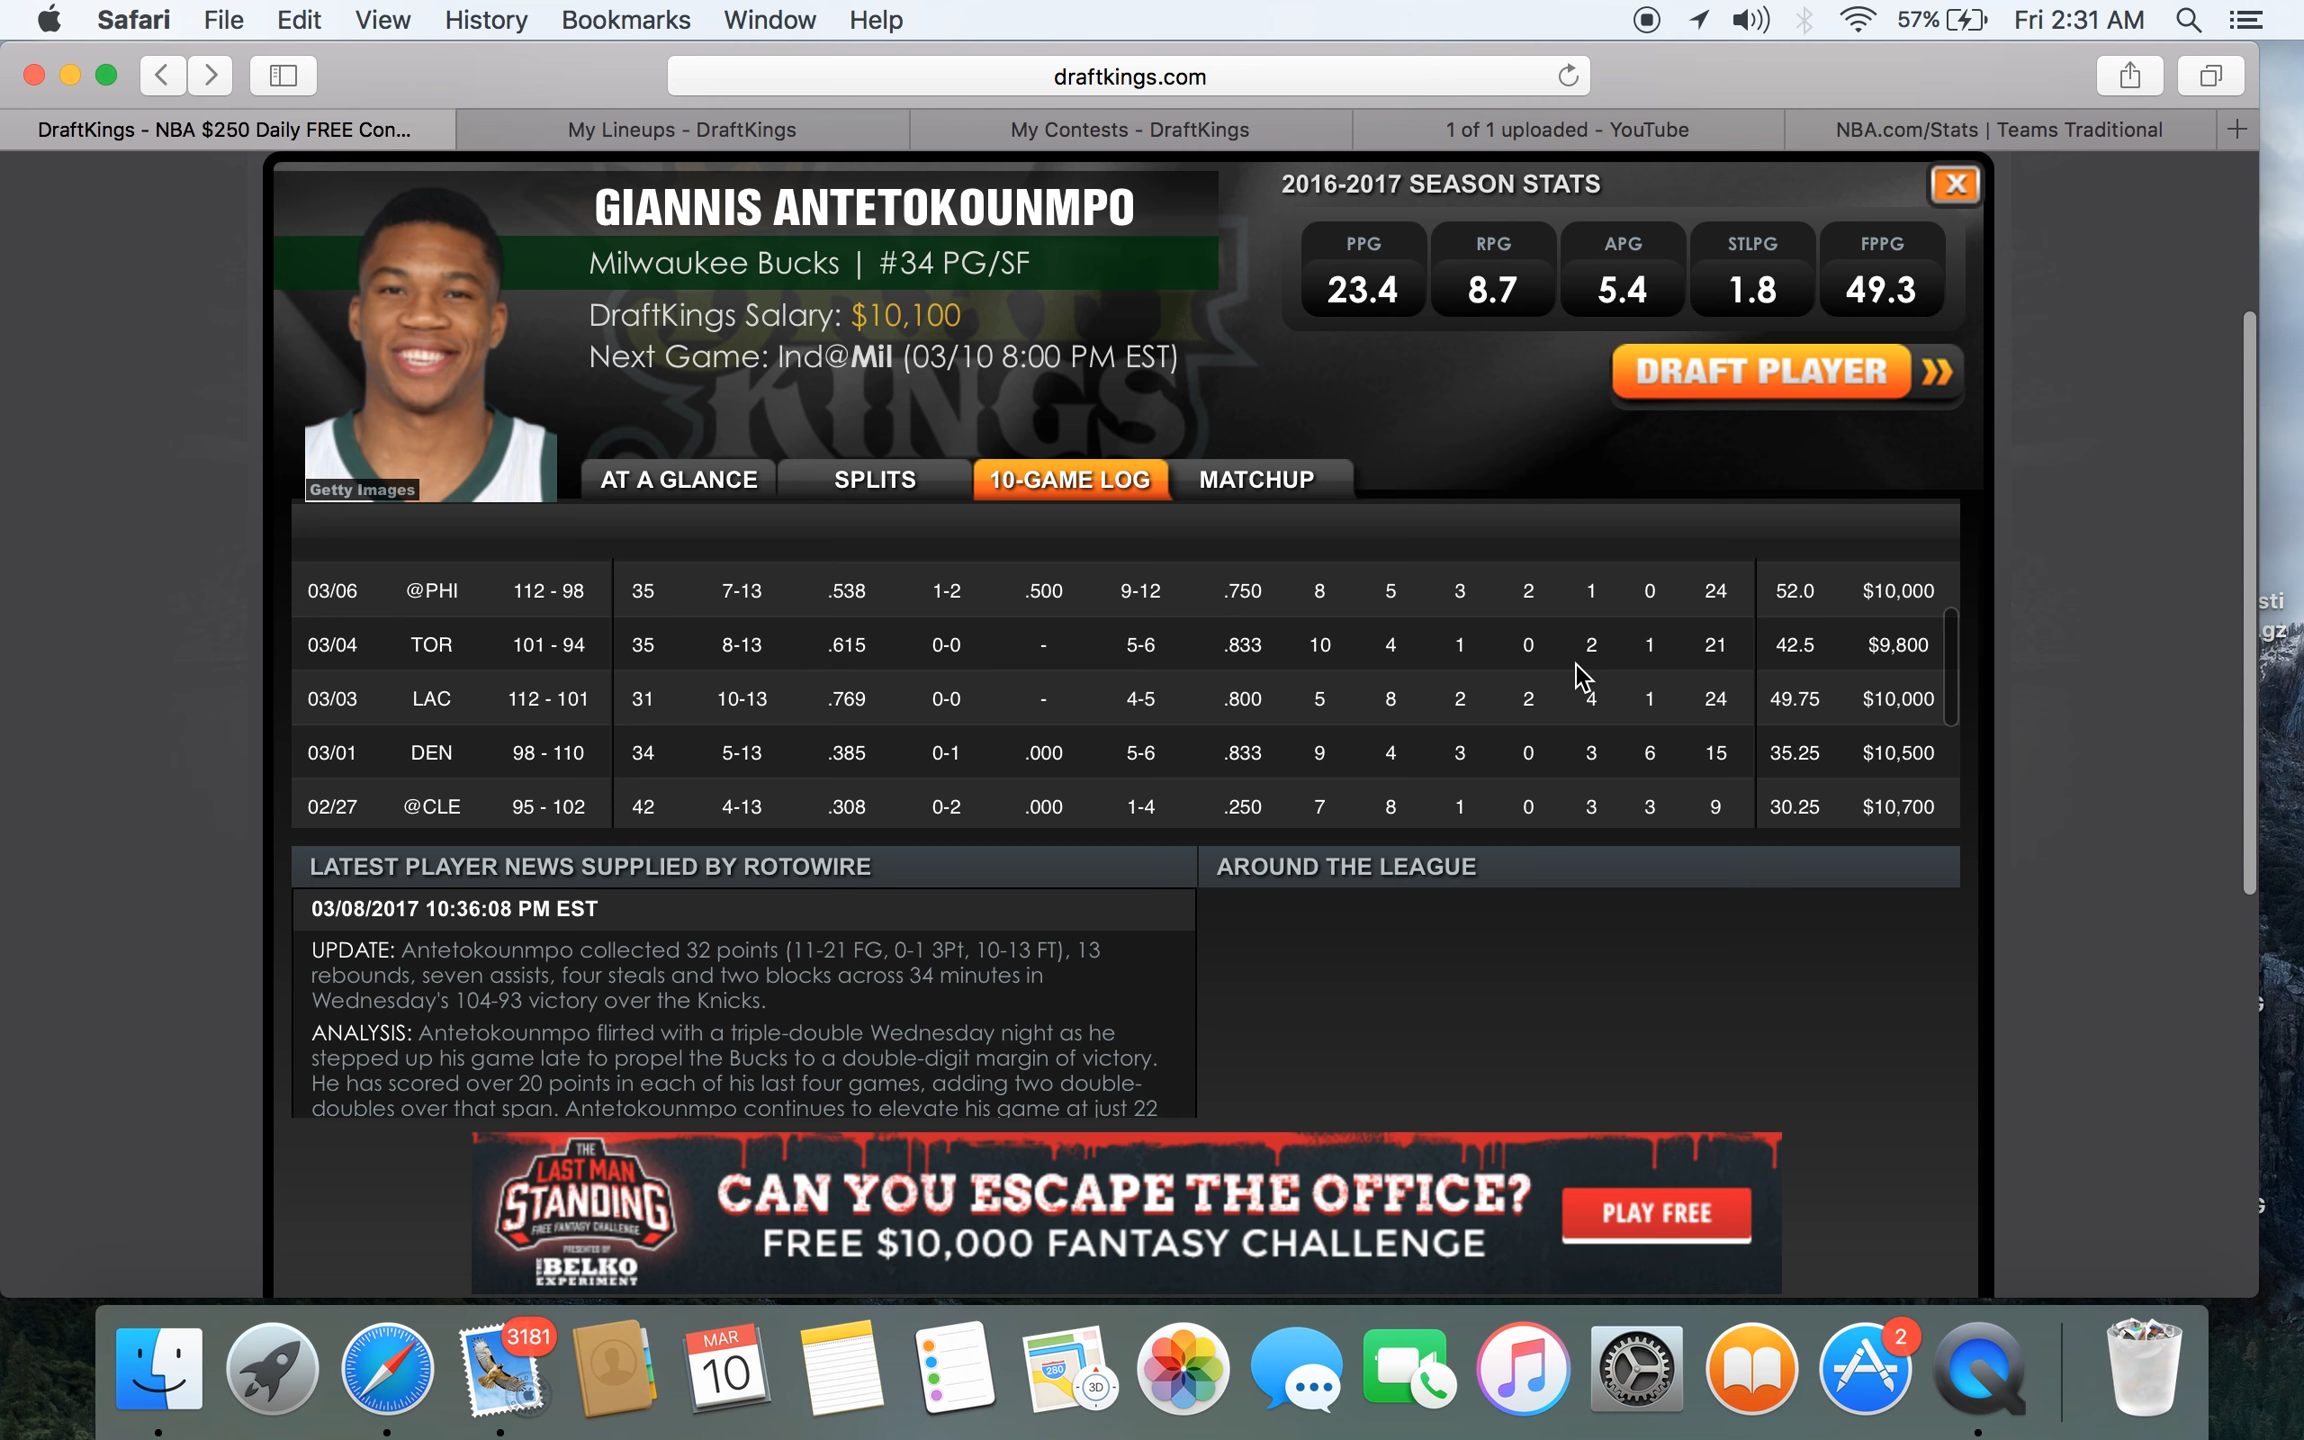 Safari File Edit View History Bookmarks Window Help 57% Fri 2:31 AM
draftkings.com
DraftKings - NBA $250 Daily FREE Con... My Lineups - DraftKings My Contests - DraftKings 1 of 1 uploaded - YouTube NBA.com/Stats | Teams Traditional
GIANNIS ANTETOKOUNMPO
Milwaukee Bucks | #34 PG/SF
DraftKings Salary: $10,100
Next Game: Ind@Mil (03/10 8:00 PM EST)
KINGS
Getty Images
2016-2017 SEASON STATS
X
PPG RPG APG STLPG FPPG
23.4 8.7 5.4 1.8 49.3
DRAFT PLAYER
AT A GLANCE SPLITS 10-GAME LOG MATCHUP
03/06 @PHI 112 - 98 35 7-13 .538 1-2 .500 9-12 .750 8 5 3 2 1 0 24 52.0 $10,000
03/04 TOR 101 - 94 35 8-13 .615 0-0 - 5-6 .833 10 4 1 0 2 1 21 42.5 $9,800
03/03 LAC 112 - 101 31 10-13 .769 0-0 - 4-5 .800 5 8 2 2 4 1 24 49.75 $10,000
03/01 DEN 98 - 110 34 5-13 .385 0-1 .000 5-6 .833 9 4 3 0 3 6 15 35.25 $10,500
02/27 @CLE 95 - 102 42 4-13 .308 0-2 .000 1-4 .250 7 8 1 0 3 3 9 30.25 $10,700
LATEST PLAYER NEWS SUPPLIED BY ROTOWIRE
AROUND THE LEAGUE
03/08/2017 10:36:08 PM EST
UPDATE: Antetokounmpo collected 32 points (11-21 FG, 0-1 3Pt, 10-13 FT), 13
rebounds, seven assists, four steals and two blocks across 34 minutes in
Wednesday's 104-93 victory over the Knicks.
ANALYSIS: Antetokounmpo flirted with a triple-double Wednesday night as he
stepped up his game late to propel the Bucks to a double-digit margin of victory.
He has scored over 20 points in each of his last four games, adding two double-
doubles over that span. Antetokounmpo continues to elevate his game at just 22
THE
LAST MAN
STANDING
FREE FANTASY CHALLENGE
PRESENTED BY
THE BELKO
EXPERIMENT
CAN YOU ESCAPE THE OFFICE?
FREE $10,000 FANTASY CHALLENGE
PLAY FREE
sti
.gz
3181
MAR
10
280
3D
2